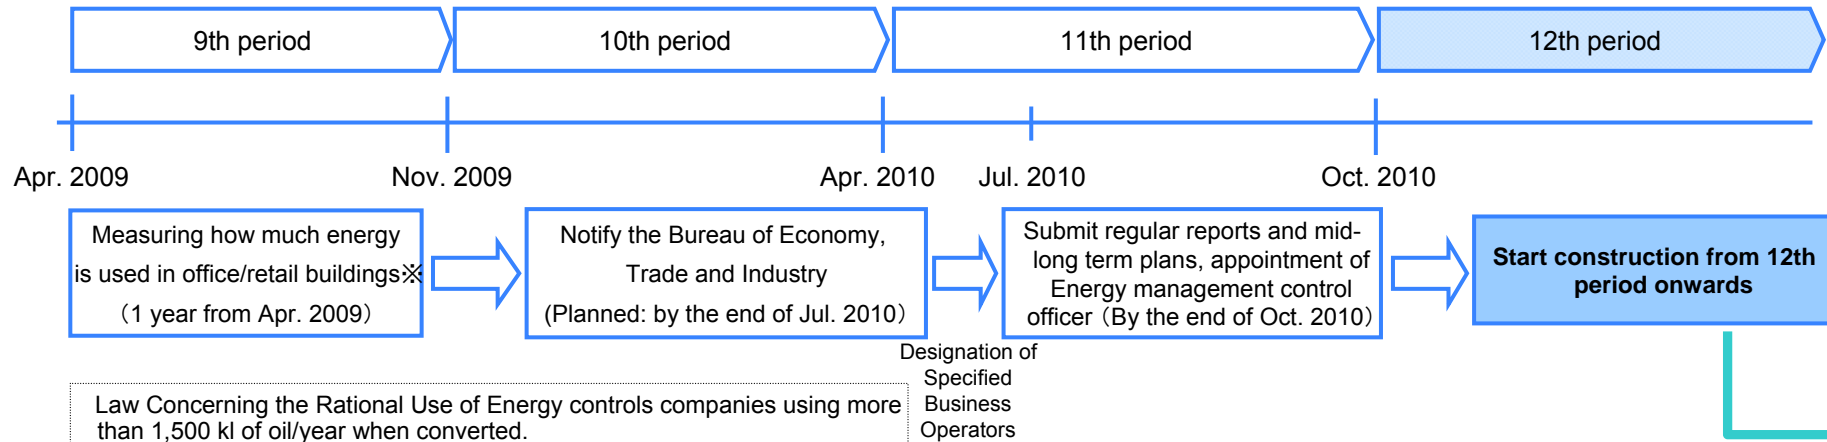 9th period
10th period
11th period
12th period
Apr. 2009
Nov. 2009
Apr. 2010
Jul. 2010
Oct. 2010
Measuring how much energy
is used in office/retail buildings※
（1 year from Apr. 2009）
Notify the Bureau of Economy,
Trade and Industry
(Planned: by the end of Jul. 2010）
Submit regular reports and mid-
long term plans, appointment of
Energy management control
officer（By the end of Oct. 2010）
Start construction from 12th
period onwards
Designation of
Specified
Business
Operators
Law Concerning the Rational Use of Energy controls companies using more
than 1,500 kl of oil/year when converted.